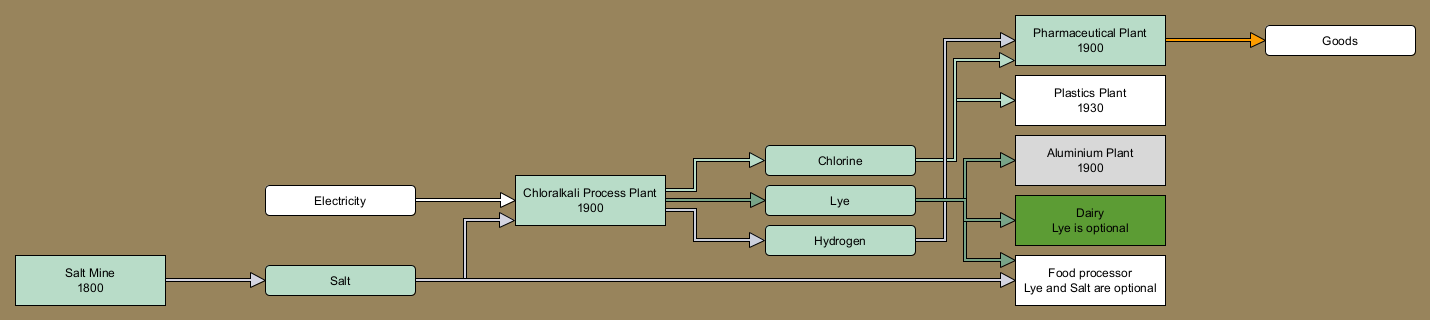 Pharmaceutical Plant
1900
Goods
Plastics Plant
1930
Aluminium Plant
1900
Chlorine
Electricity
Chloralkali Process Plant
1900
Lye
Dairy
Lye is optional
Hydrogen
Salt Mine
1800
Salt
Food processor
Lye and Salt are optional